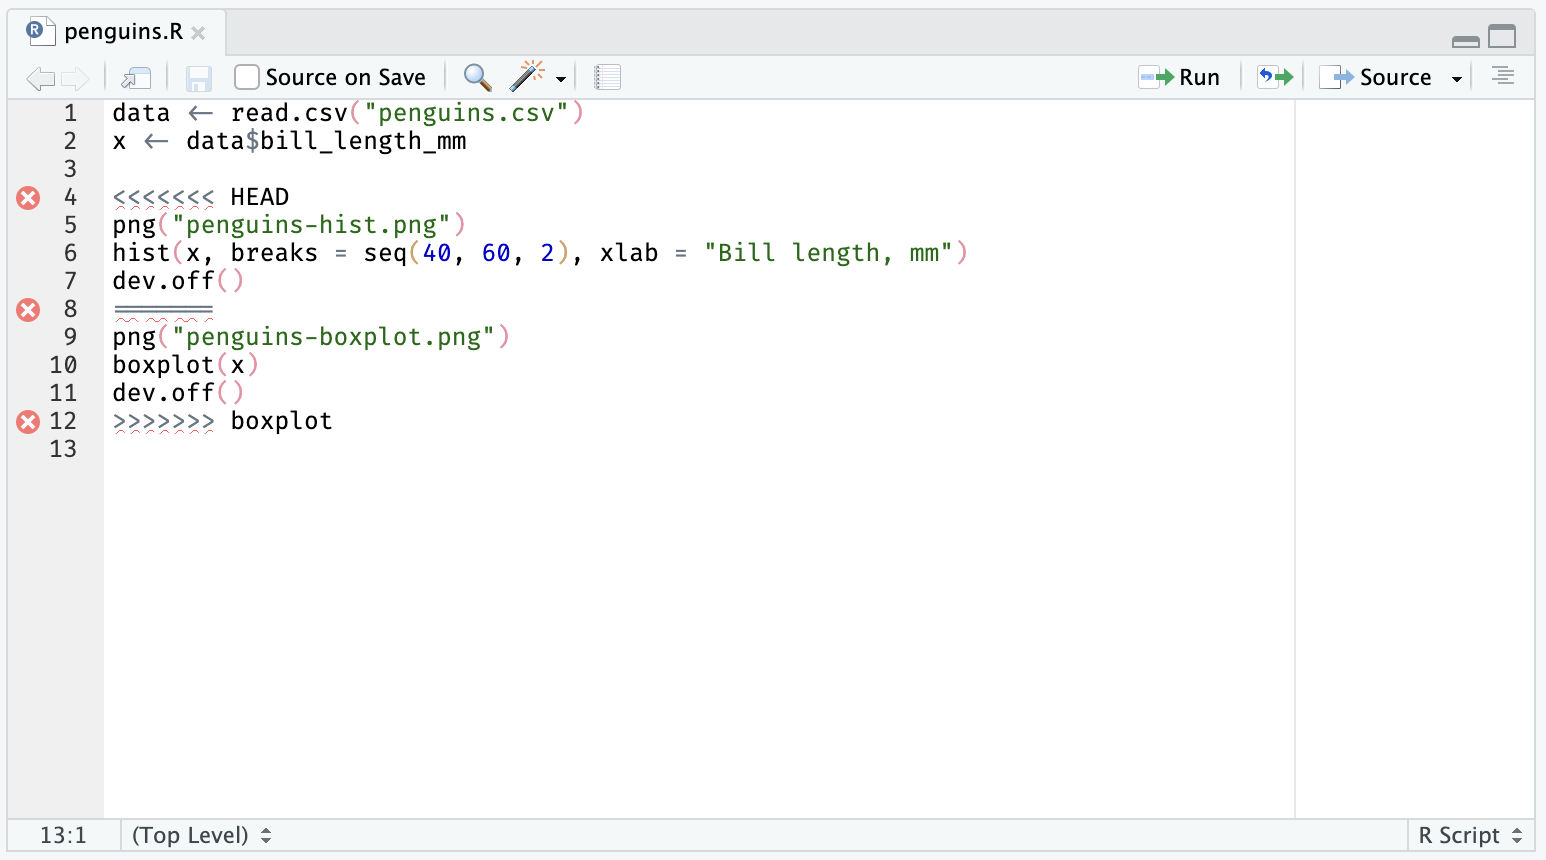 penguins.R
Source on Save Run Source
1 data <- read.csv("penguins.csv")
2 x <- data$bill_length_mm
3
4 <<<<<<< HEAD
5 png("penguins-hist.png")
6 hist(x, breaks = seq(40, 60, 2), xlab = "Bill length, mm")
7 dev.off()
8 =======
9 png("penguins-boxplot.png")
10 boxplot(x)
11 dev.off()
12 >>>>>>> boxplot
13
13:1 (Top Level) R Script